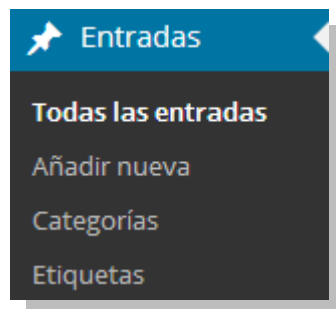 Entradas
Todas las entradas
Añadir nueva
Categorías
Etiquetas